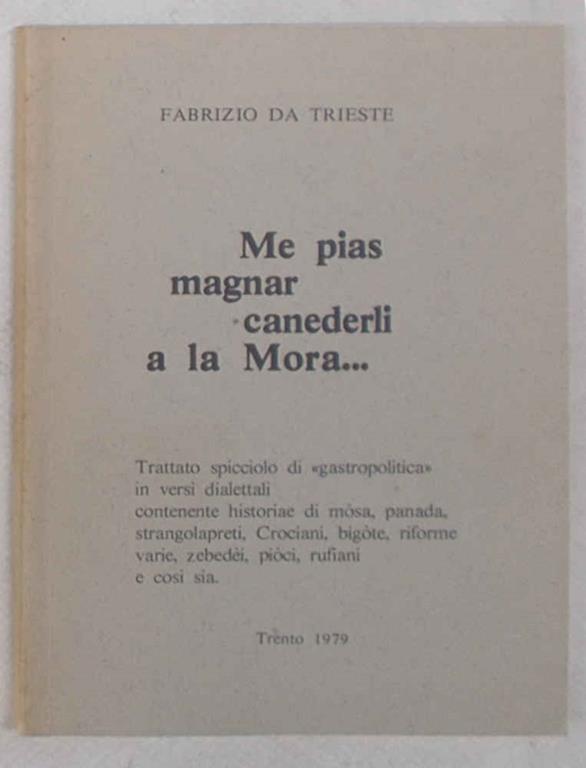 FABRIZIO DA TRIESTE
Me pias
magnar
canederli
a la Mora...
Trattato spicciolo di «gastropolitica»
in versi dialettali
contenente historiae di mòsa, panada,
strangolapreti, Crociani, bigòte, riforme
varie, zebedèi, piòci, rufiani
e così sia.
Trento 1979